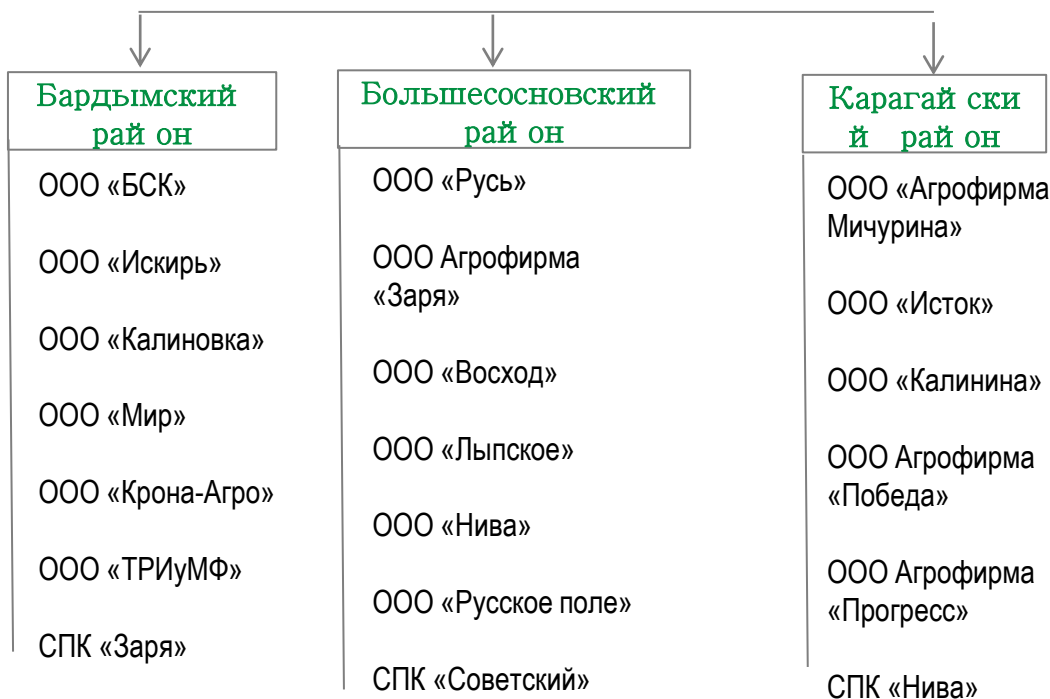 Бардымский
рай он
ООО «БСК»
ООО «Искирь»
ООО «Калиновка»
ООО «Мир»
ООО «Крона-Агро»
ООО «ТРИуМФ»
СПК «Заря»
Большесосновский
рай он
ООО «Русь»
ООО Агрофирма
«Заря»
ООО «Восход»
ООО «Лыпское»
ООО «Нива»
ООО «Русское поле»
СПК «Советский»
Карагай ски
й рай он
ООО «Агрофирма
Мичурина»
ООО «Исток»
ООО «Калинина»
ООО Агрофирма
«Победа»
ООО Агрофирма
«Прогресс»
СПК «Нива»